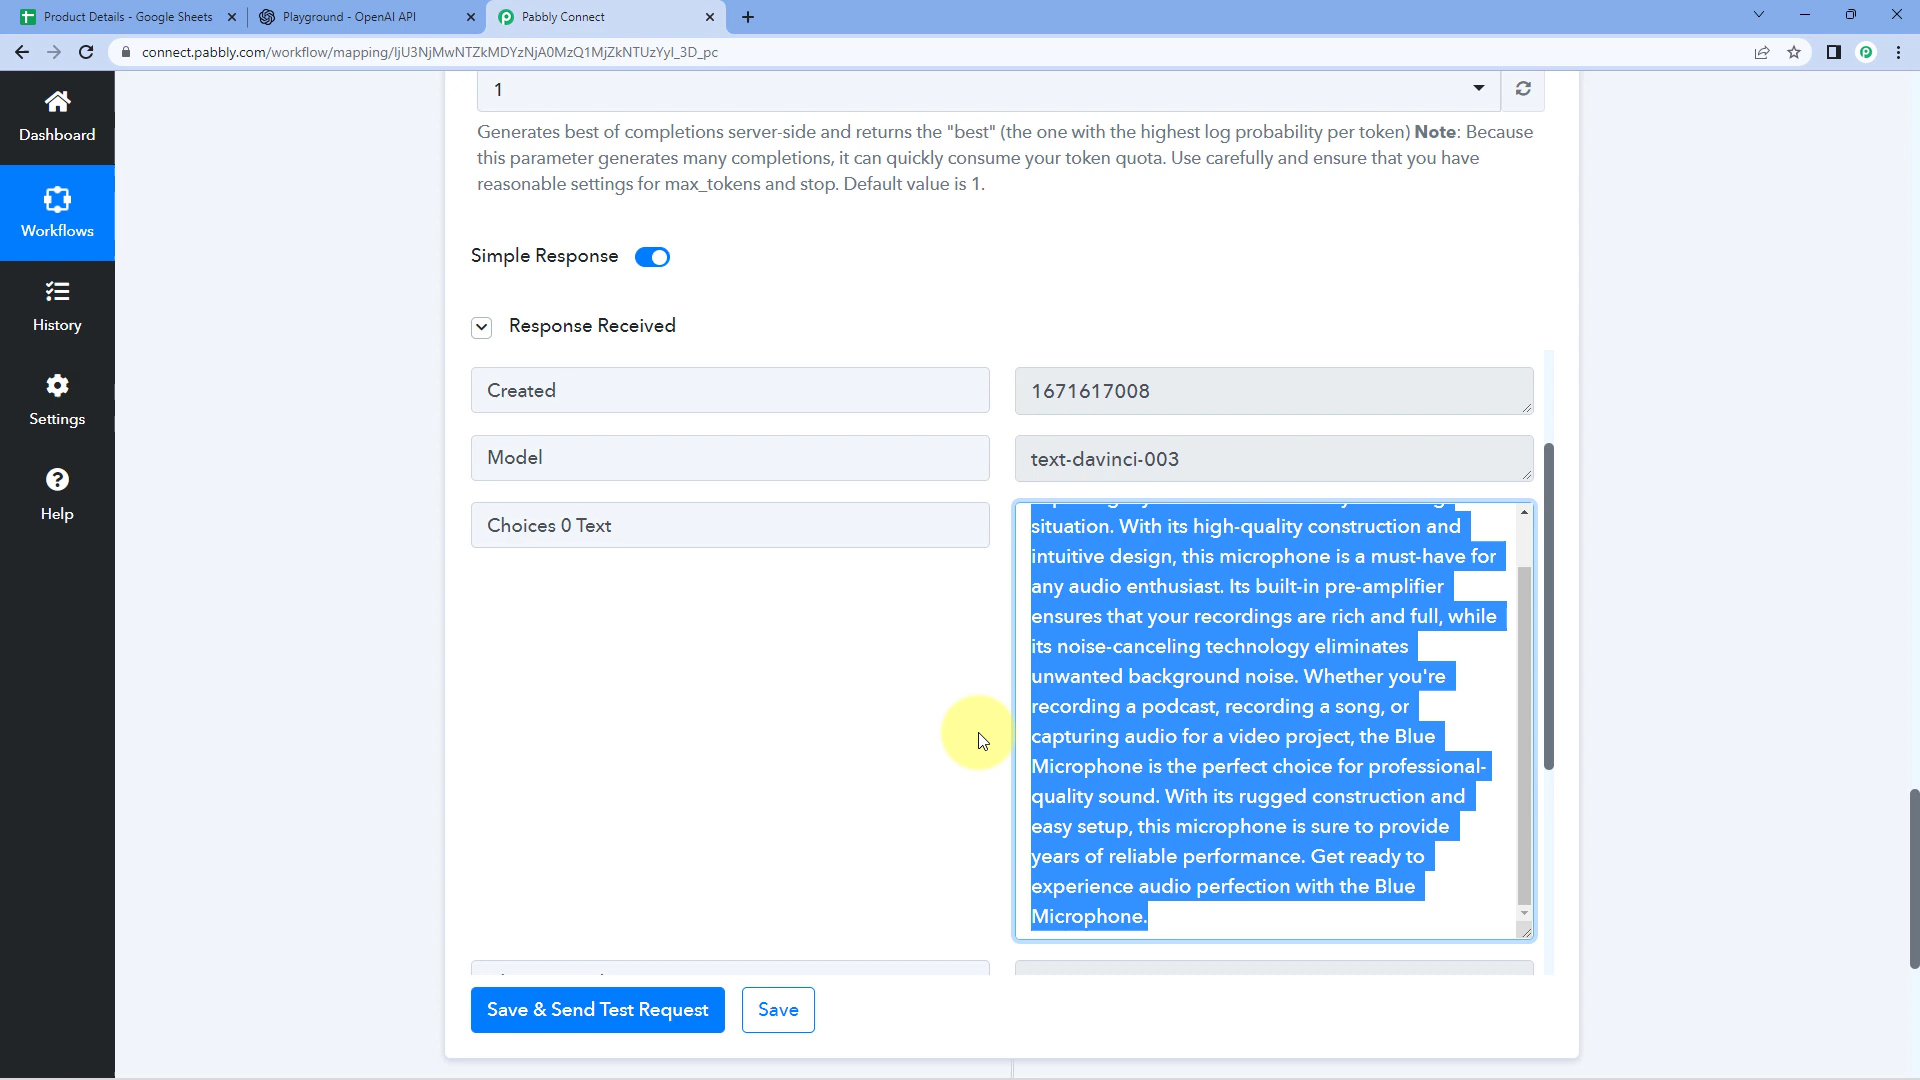 Product Details - Google Sheets
Playground - OpenAI API
Pabbly Connect
connect.pabbly.com/workflow/mapping/IjU3NjMwNTZkMDYzNjA0MzQ1MjZkNTUzYyI_3D_pc
Dashboard
Workflows
History
Settings
Help
1
Generates best of completions server-side and returns the "best" (the one with the highest log probability per token) Note: Because
this parameter generates many completions, it can quickly consume your token quota. Use carefully and ensure that you have
reasonable settings for max_tokens and stop. Default value is 1.
Simple Response
Response Received
Created
1671617008
Model
text-davinci-003
Choices 0 Text
situation. With its high-quality construction and
intuitive design, this microphone is a must-have for
any audio enthusiast. Its built-in pre-amplifier
ensures that your recordings are rich and full, while
its noise-canceling technology eliminates
unwanted background noise. Whether you're
recording a podcast, recording a song, or
capturing audio for a video project, the Blue
Microphone is the perfect choice for professional-
quality sound. With its rugged construction and
easy setup, this microphone is sure to provide
years of reliable performance. Get ready to
experience audio perfection with the Blue
Microphone.
Save & Send Test Request
Save